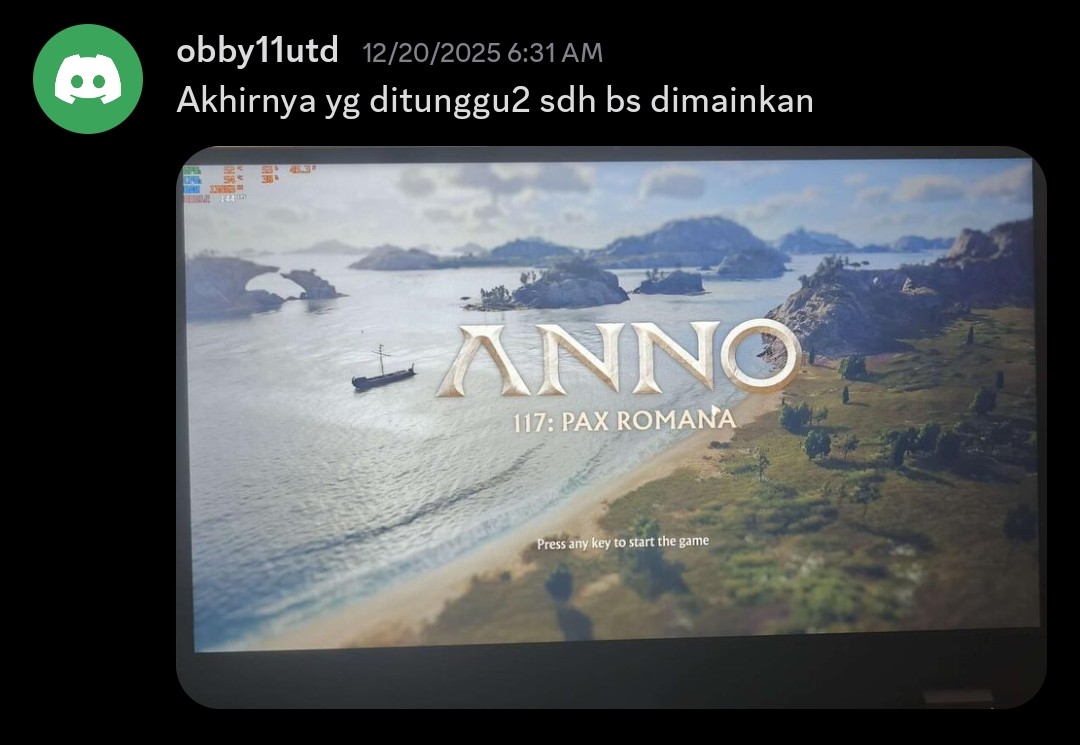 obby11utd 12/20/2025 6:31 AM
Akhirnya yg ditunggu2 sdh bs dimainkan
ANNO
117: PAX ROMANA
Press any key to start the game